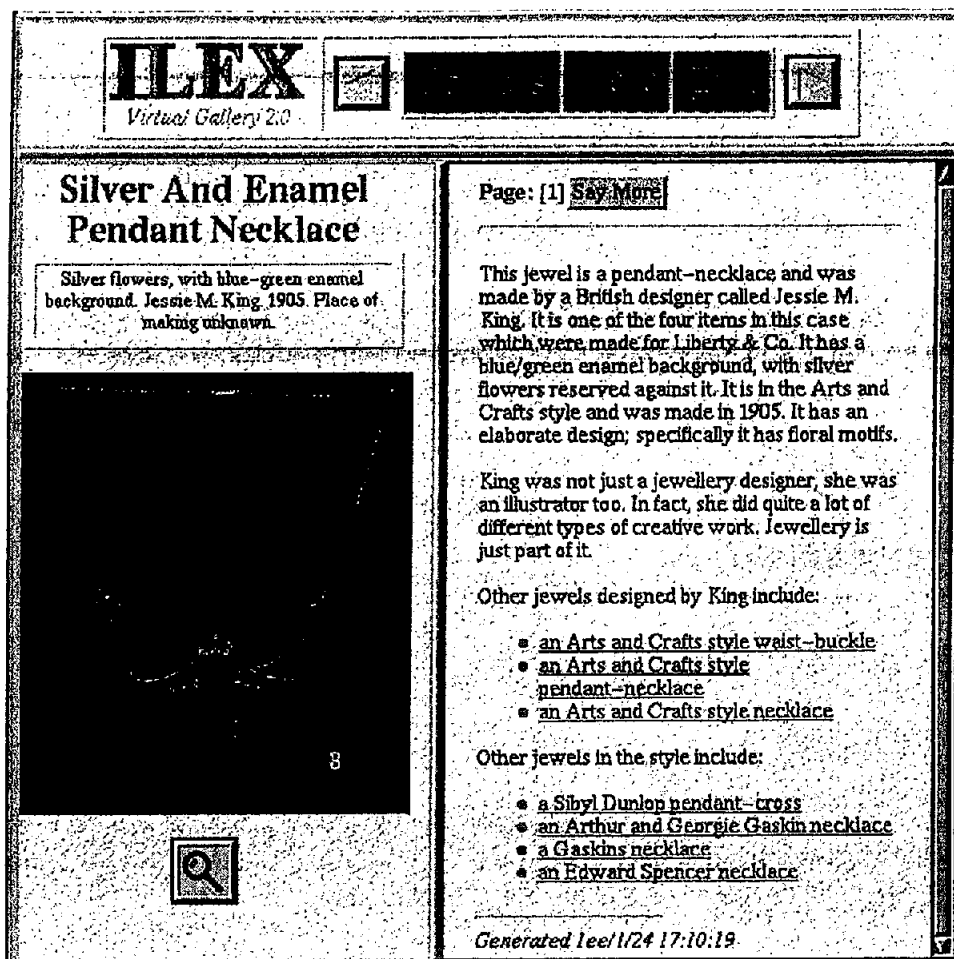 ILEX
Virtual Gallery 2.0
Silver And Enamel
Pendant Necklace
Silver flowers, with blue-green enamel
background. Jessie M. King, 1905. Place of
making unknown.
8
Page: [1] Say More
This jewel is a pendant-necklace and was
made by a British designer called Jessie M.
King. It is one of the four items in this case
which were made for Liberty & Co. It has a
blue/green enamel background, with silver
flowers reserved against it. It is in the Arts and
Crafts style and was made in 1905. It has an
elaborate design; specifically it has floral motifs.
King was not just a jewellery designer, she was
an illustrator too. In fact, she did quite a lot of
different types of creative work. Jewellery is
just part of it.
Other jewels designed by King include:
an Arts and Crafts style waist-buckle
an Arts and Crafts style
pendant-necklace
an Arts and Crafts style necklace
Other jewels in the style include:
a Sibyl Dunlop pendant-cross
an Arthur and Georgie Gaskin necklace
a Gaskins necklace
an Edward Spencer necklace
Generated 1ee/1/24 17:10:19